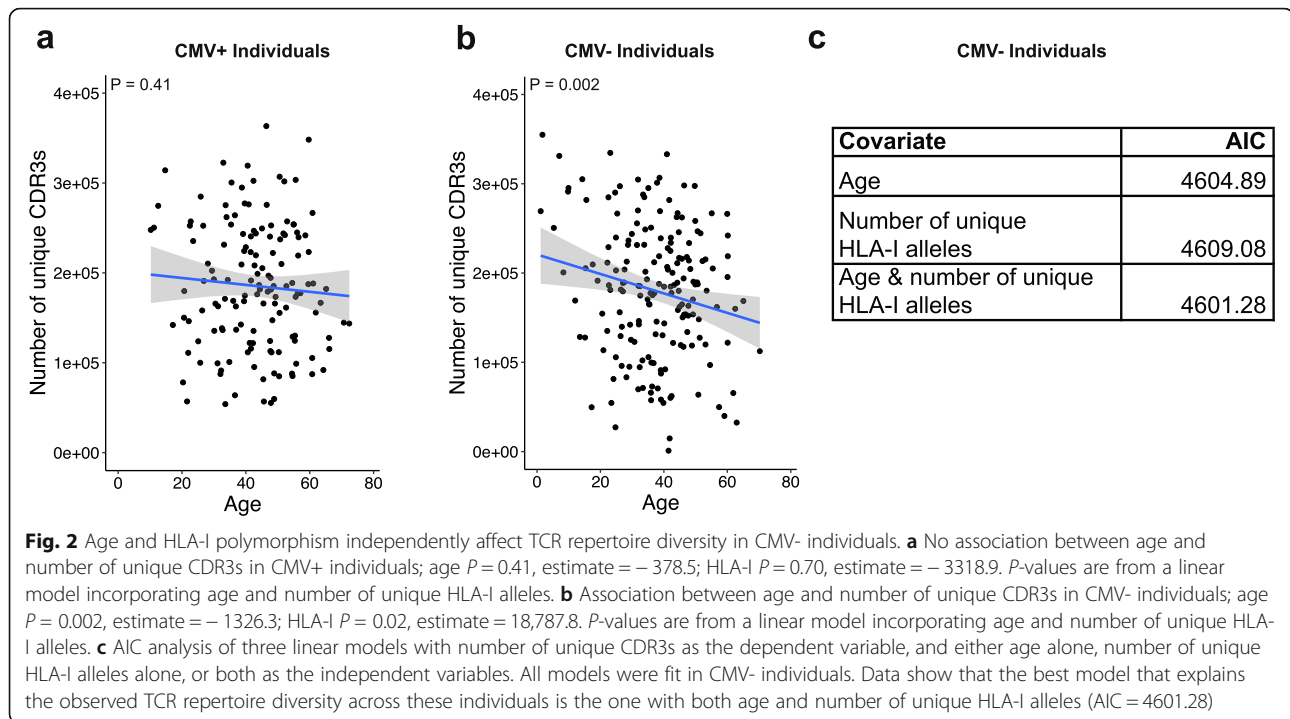 a
CMV+ Individuals
P = 0.41
4e+05
3e+05
2e+05
1e+05
0e+00
Number of unique CDR3s
0 20 40 60 80
Age
b
CMV- Individuals
P = 0.002
4e+05
3e+05
2e+05
1e+05
0e+00
Number of unique CDR3s
0 20 40 60 80
Age
c
CMV- Individuals
Covariate AIC
Age 4604.89
Number of unique
HLA-I alleles 4609.08
Age & number of unique
HLA-I alleles 4601.28
Fig. 2 Age and HLA-I polymorphism independently affect TCR repertoire diversity in CMV- individuals. a No association between age and
number of unique CDR3s in CMV+ individuals; age P = 0.41, estimate = − 378.5; HLA-I P = 0.70, estimate = − 3318.9. P-values are from a linear
model incorporating age and number of unique HLA-I alleles. b Association between age and number of unique CDR3s in CMV- individuals; age
P = 0.002, estimate = − 1326.3; HLA-I P = 0.02, estimate = 18,787.8. P-values are from a linear model incorporating age and number of unique HLA-
I alleles. c AIC analysis of three linear models with number of unique CDR3s as the dependent variable, and either age alone, number of unique
HLA-I alleles alone, or both as the independent variables. All models were fit in CMV- individuals. Data show that the best model that explains
the observed TCR repertoire diversity across these individuals is the one with both age and number of unique HLA-I alleles (AIC = 4601.28)